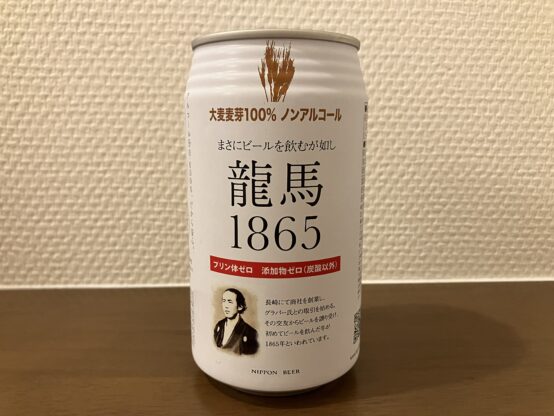 大麦麦芽100% ノンアルコール
まさにビールを飲むが如し
龍馬
1865
プリン体ゼロ 添加物ゼロ(炭酸以外)
長崎にて商社を創業し、
グラバー氏との取引を始める。
その交友からビールを譲り受け、
初めてビールを飲んだ年が
1865年といわれています。
NIPPON BEER